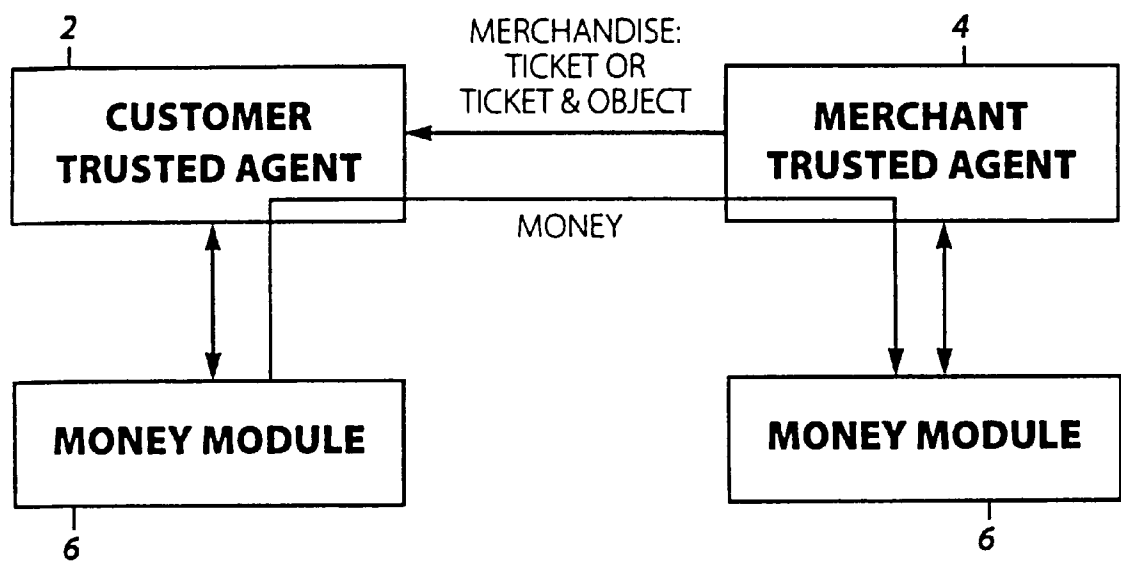 2
MERCHANDISE:
TICKET OR
TICKET & OBJECT
4
CUSTOMER
TRUSTED AGENT
MERCHANT
TRUSTED AGENT
MONEY
MONEY MODULE
MONEY MODULE
6
6